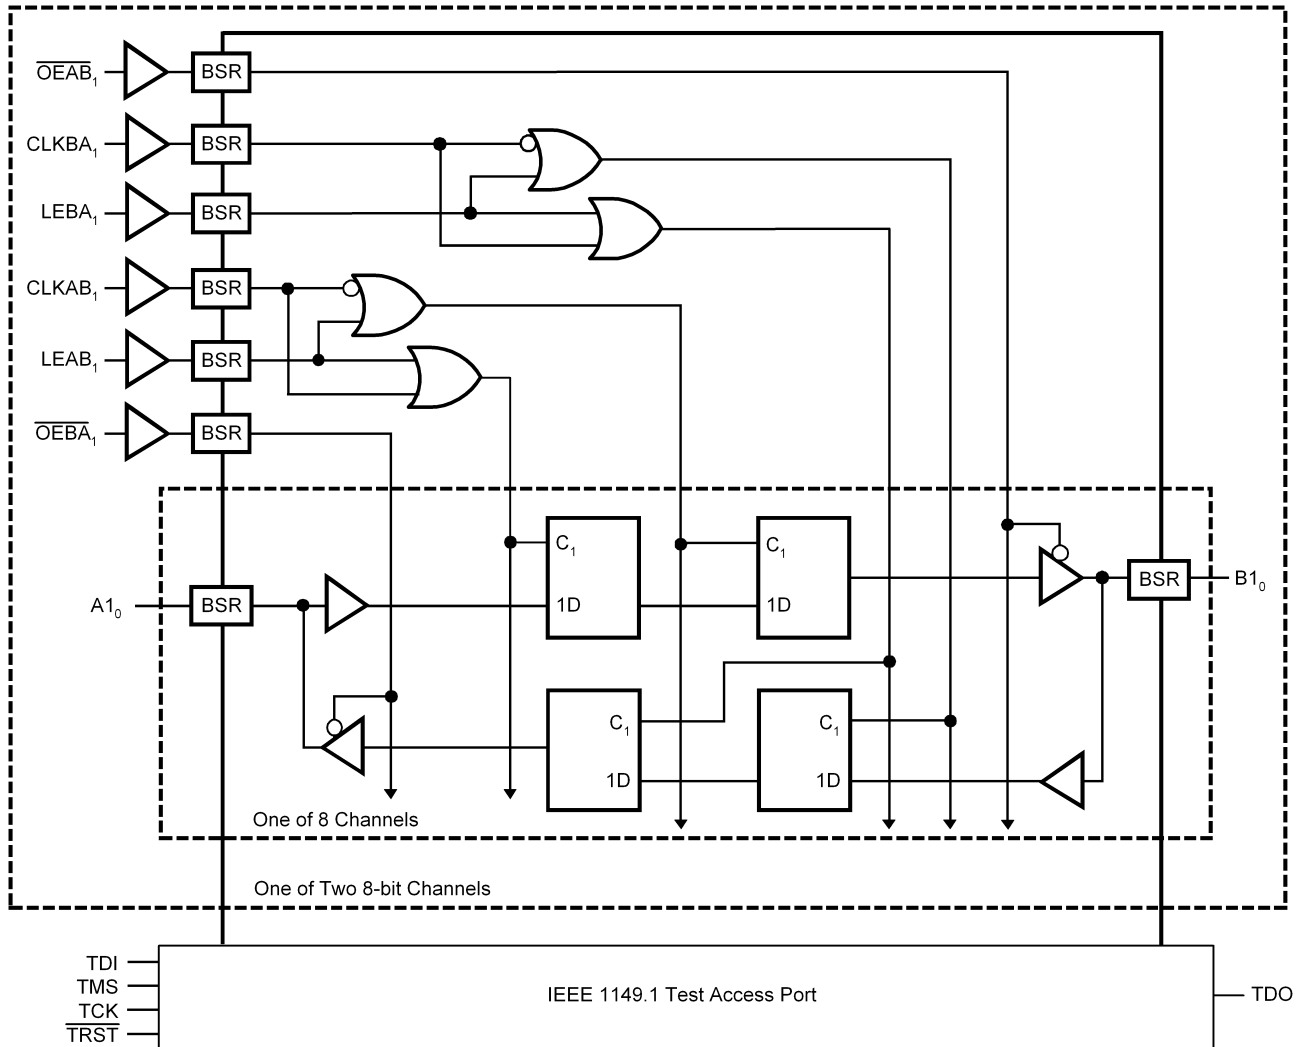 OEAB1 BSR
CLKBA1 BSR
LEBA1 BSR
CLKAB1 BSR
LEAB1 BSR
OEBA1 BSR
C1 C1
A10 BSR 1D 1D BSR B10
C1 C1
1D 1D
One of 8 Channels
One of Two 8-bit Channels
TDI
TMS
TCK
TRST
IEEE 1149.1 Test Access Port
TDO